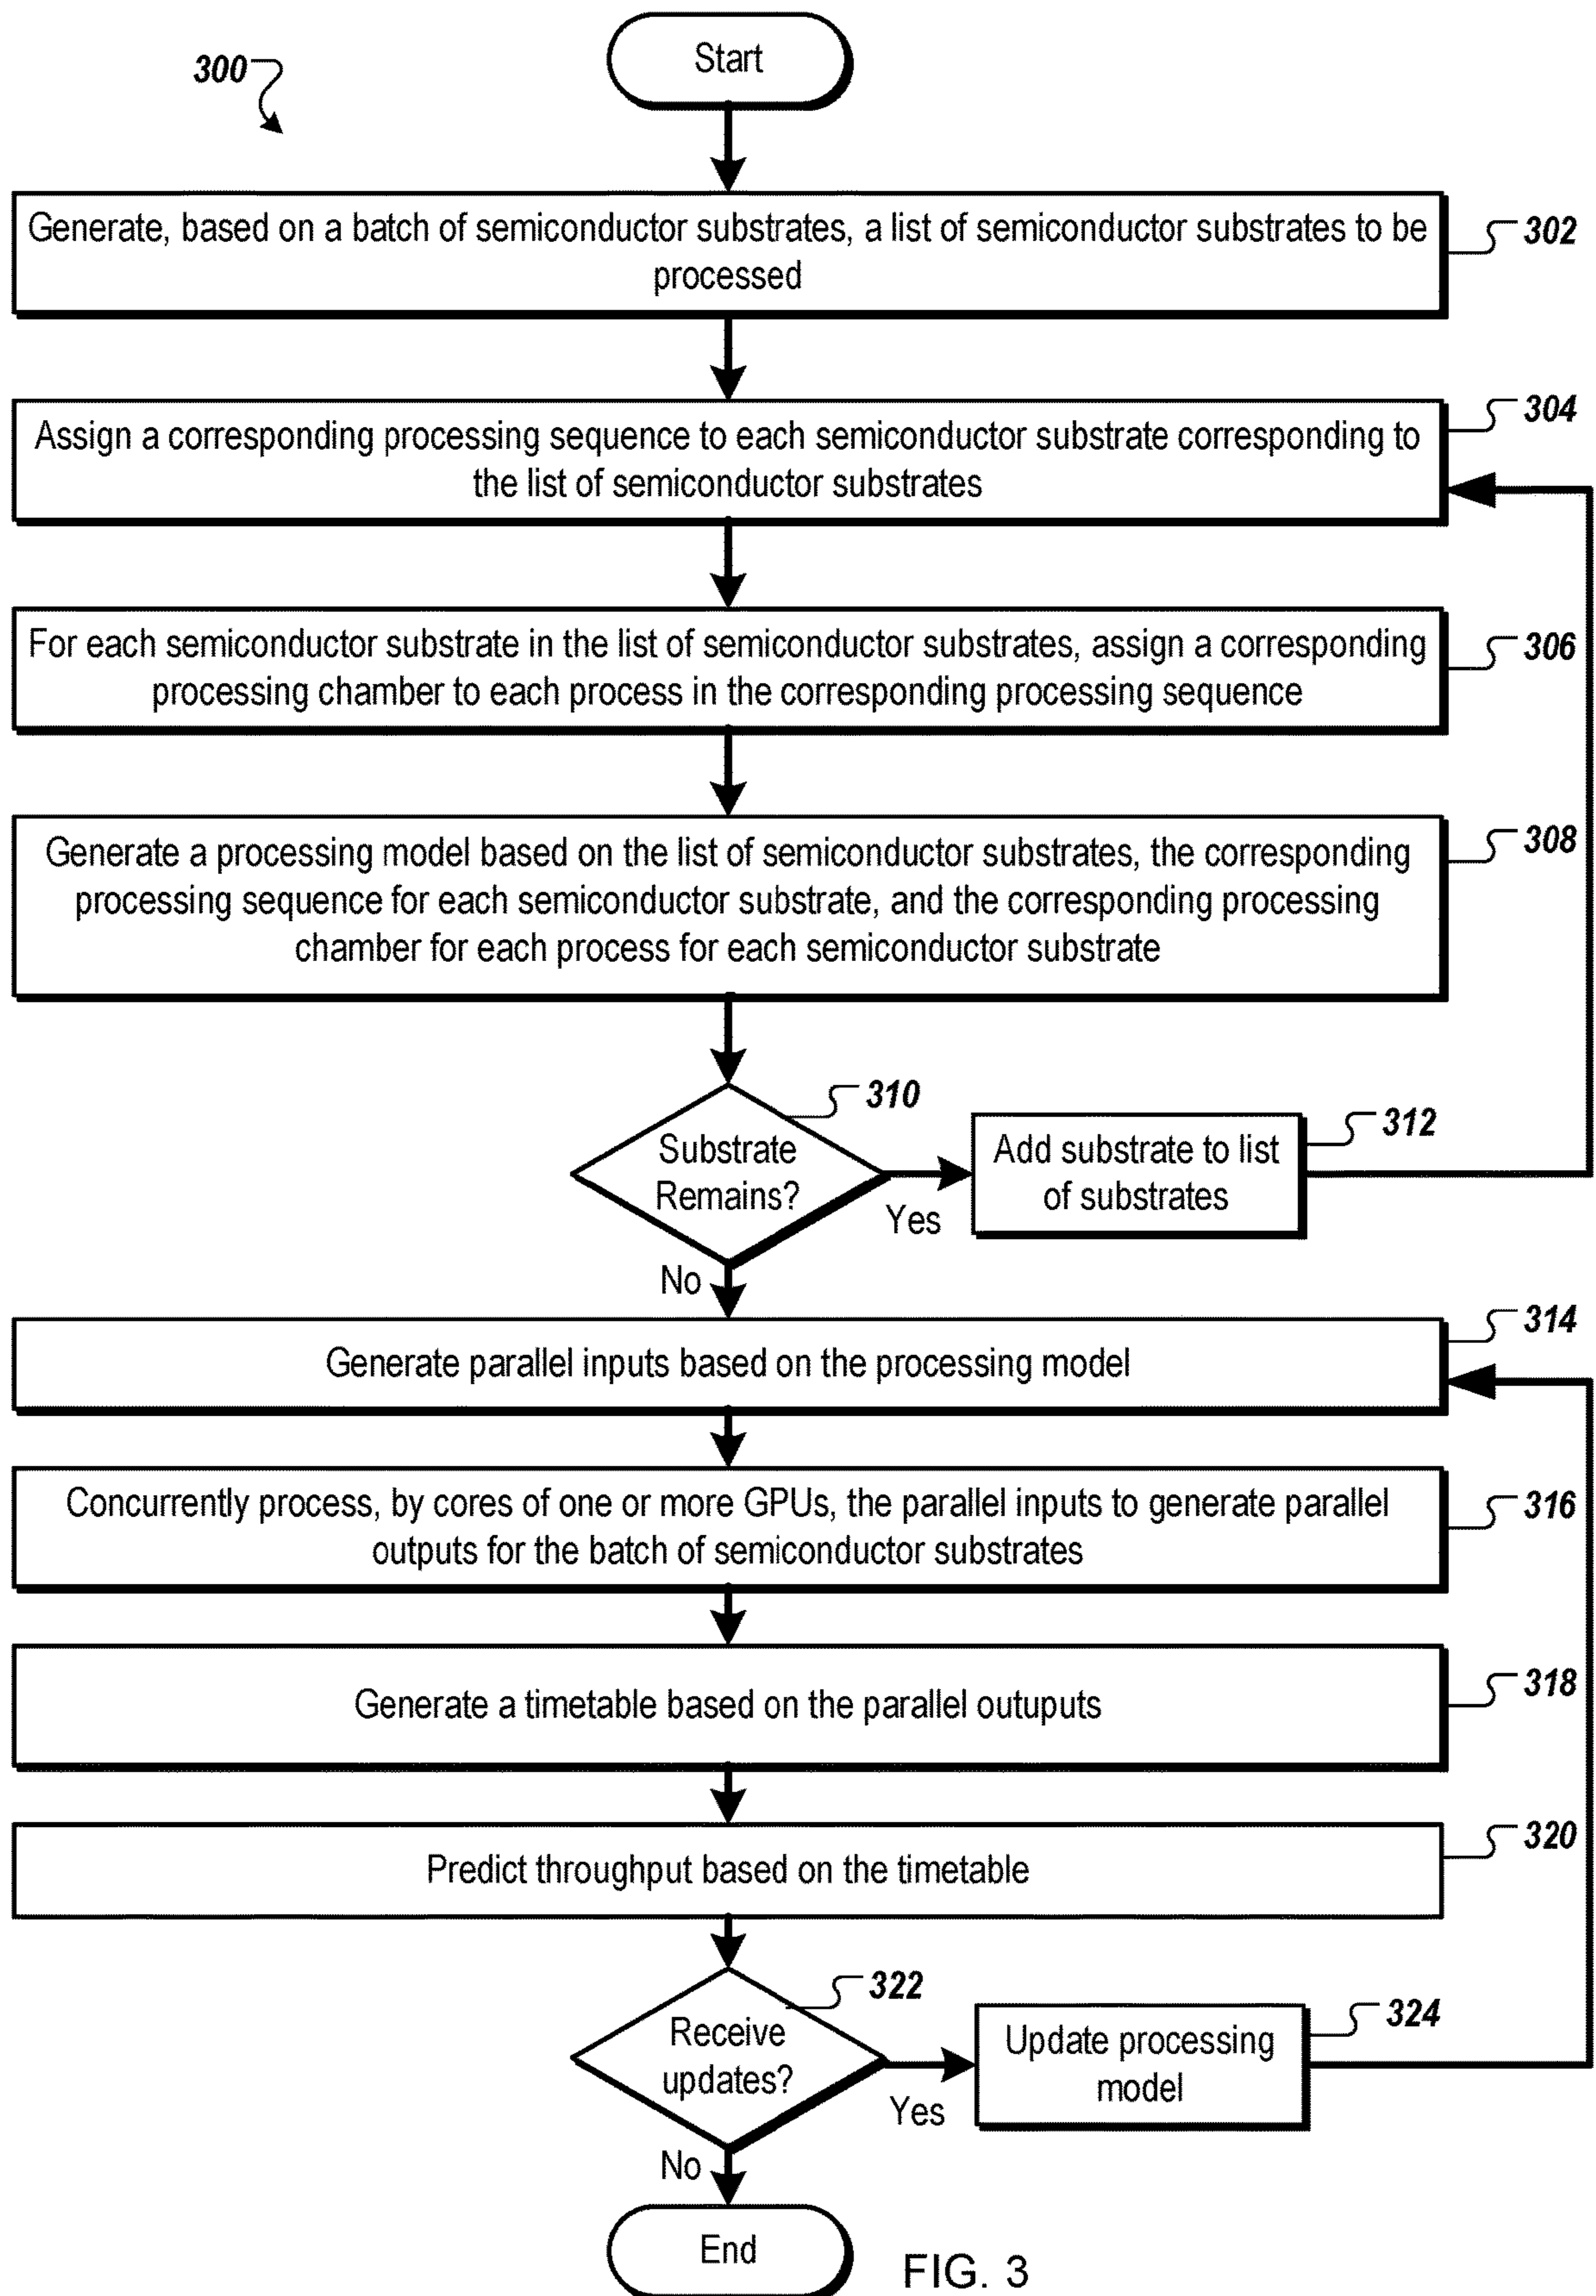 Start
300
Generate, based on a batch of semiconductor substrates, a list of semiconductor substrates to be
processed
302
Assign a corresponding processing sequence to each semiconductor substrate corresponding to
the list of semiconductor substrates
304
For each semiconductor substrate in the list of semiconductor substrates, assign a corresponding
processing chamber to each process in the corresponding processing sequence
306
Generate a processing model based on the list of semiconductor substrates, the corresponding
processing sequence for each semiconductor substrate, and the corresponding processing
chamber for each process for each semiconductor substrate
308
Substrate
Remains?
310
Yes
Add substrate to list
of substrates
312
No
Generate parallel inputs based on the processing model
314
Concurrently process, by cores of one or more GPUs, the parallel inputs to generate parallel
outputs for the batch of semiconductor substrates
316
Generate a timetable based on the parallel outuputs
318
Predict throughput based on the timetable
320
Receive
updates?
322
Yes
Update processing
model
324
No
End
FIG. 3